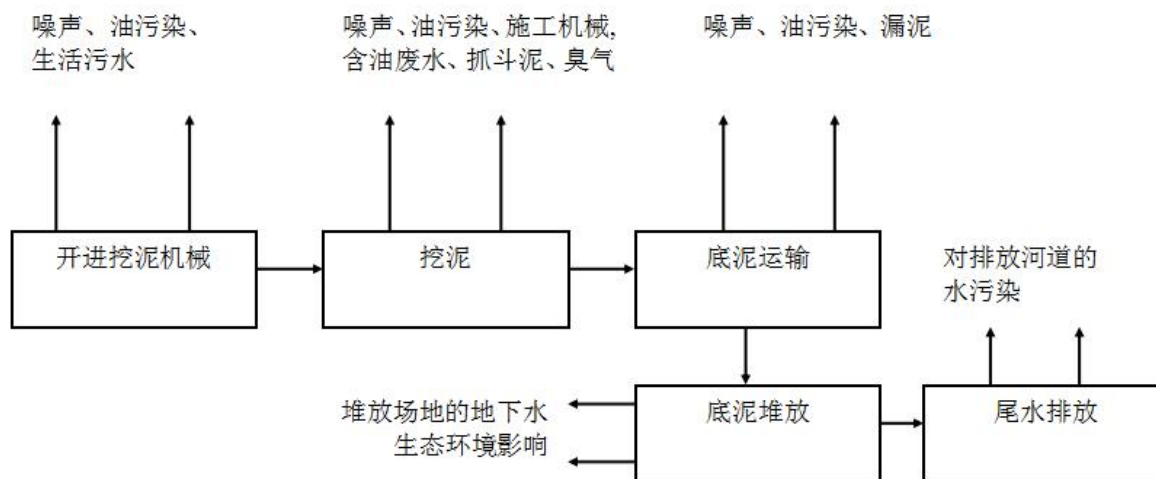 噪声、油污染、
生活污水
噪声、油污染、施工机械,
含油废水、抓斗泥、臭气
噪声、油污染、漏泥
开进挖泥机械
挖泥
底泥运输
对排放河道的
水污染
堆放场地的地下水
生态环境影响
底泥堆放
尾水排放